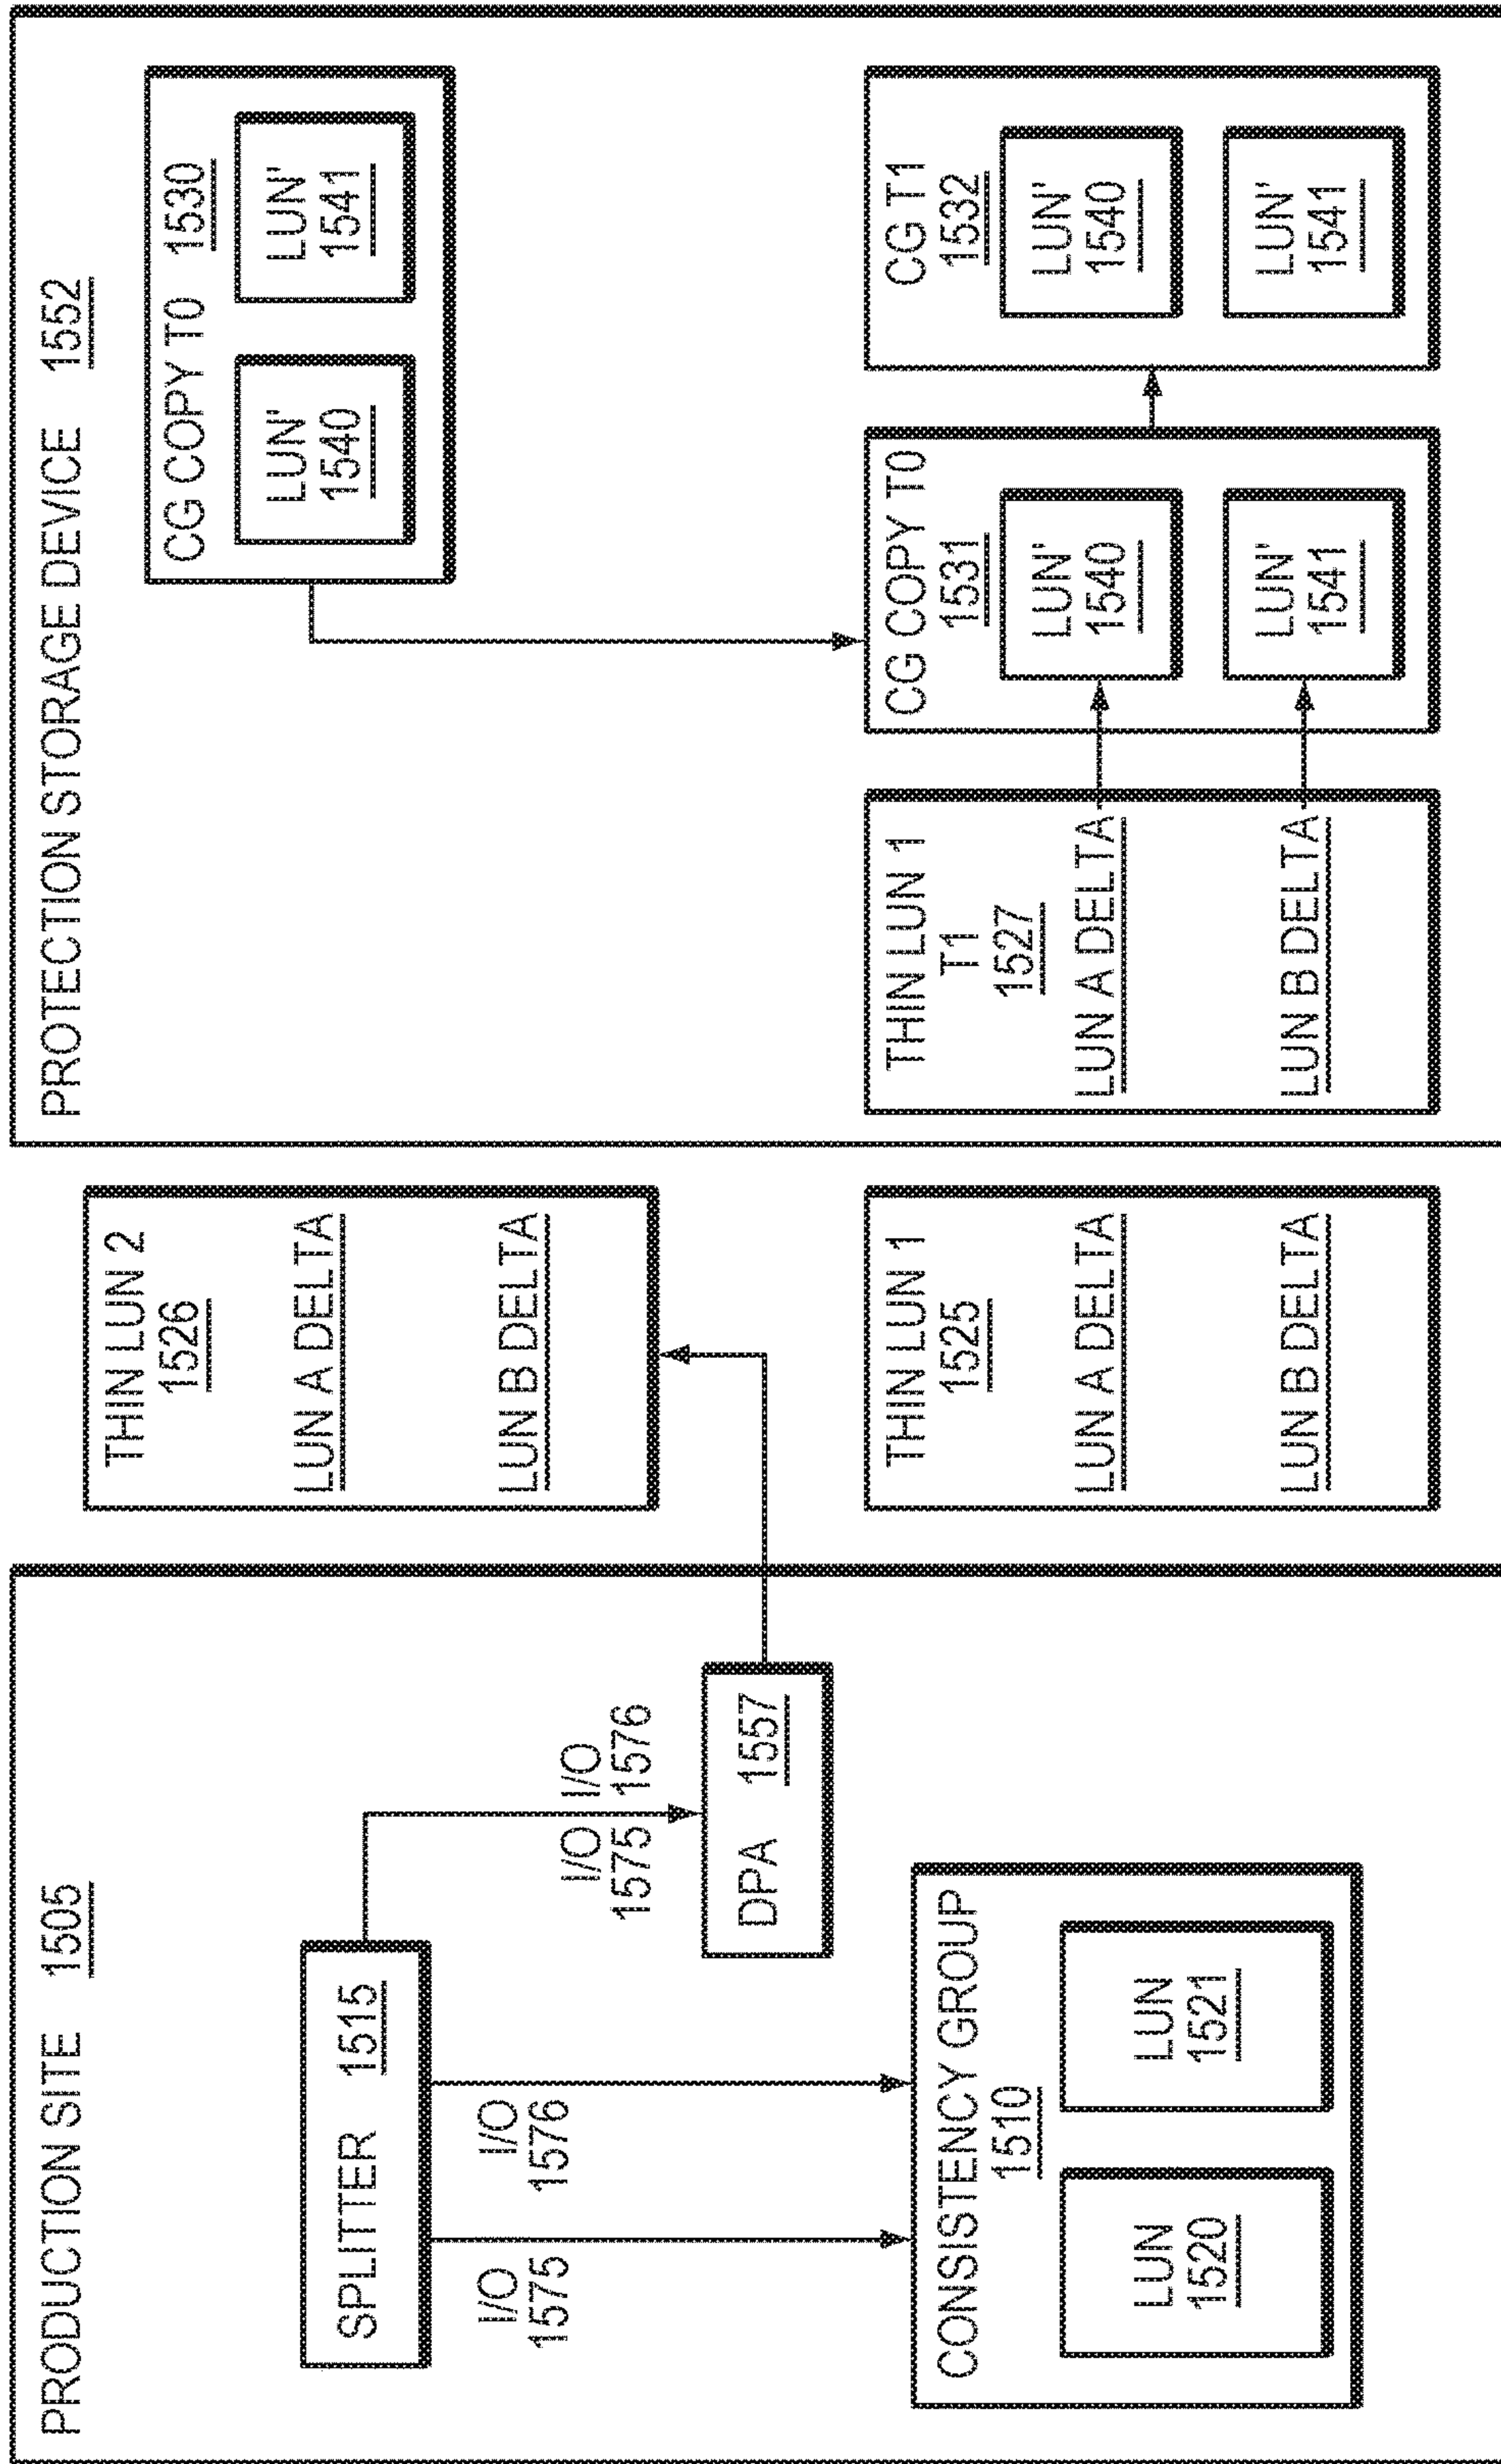 PRODUCTION SITE 1505
SPLITTER 1515
I/O
1575
I/O
1576
I/O I/O
1575 1576
DPA 1557
CONSISTENCY GROUP
1510
LUN
1520
LUN
1521
THIN LUN 2
1526
LUN A DELTA
LUN B DELTA
THIN LUN 1
1525
LUN A DELTA
LUN B DELTA
PROTECTION STORAGE DEVICE 1552
CG COPY T0 1530
LUN'
1540
LUN'
1541
THIN LUN 1
T1
1527
LUN A DELTA
LUN B DELTA
CG COPY T0
1531
LUN'
1540
LUN'
1541
CG T1
1532
LUN'
1540
LUN'
1541